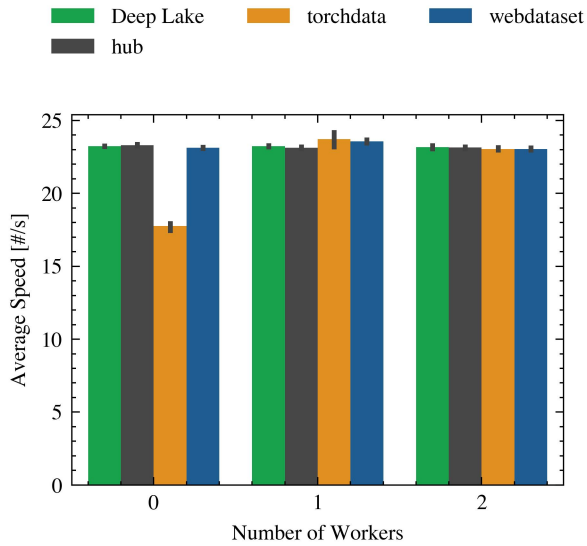 Deep Lake torchdata webdataset
hub
25
20
15
10
5
0
Average Speed [#/s]
0 1 2
Number of Workers